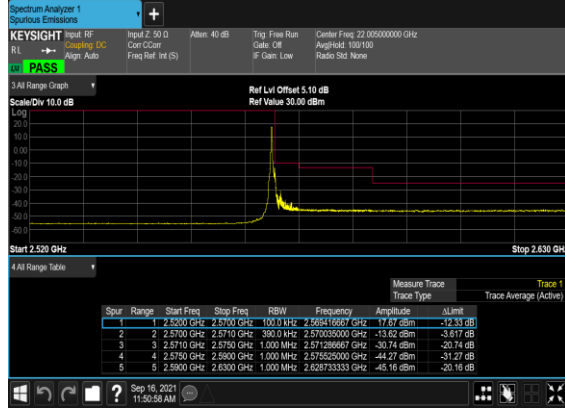 Spectrum Analyzer 1
Spurious Emissions
KEYSIGHT Input: RF Input Z: 50 Ω Atten: 40 dB Trig: Free Run Center Freq: 22.005000000 GHz
RL Coupling: DC Corr CCorr Gate: Off Avg|Hold: 100/100
Align: Auto Freq Ref: Int (S) IF Gain: Low Radio Std: None
PASS
3 All Range Graph
Ref Lvl Offset 5.10 dB
Scale/Div 10.0 dB Ref Value 30.00 dBm
Log
20.0
10.0
0.00
-10.0
-20.0
-30.0
-40.0
-50.0
-60.0
Start 2.520 GHz Stop 2.630 GH
4 All Range Table
Measure Trace Trace 1
Trace Type Trace Average (Active)
Spur Range Start Freq Stop Freq RBW Frequency Amplitude ΔLimit
1 1 2.5200 GHz 2.5700 GHz 100.0 kHz 2.569416667 GHz 17.67 dBm -12.33 dB
2 2 2.5700 GHz 2.5710 GHz 390.0 kHz 2.570035000 GHz -13.62 dBm -3.617 dB
3 3 2.5710 GHz 2.5750 GHz 1.000 MHz 2.571286667 GHz -30.74 dBm -20.74 dB
4 4 2.5750 GHz 2.5900 GHz 1.000 MHz 2.575525000 GHz -44.27 dBm -31.27 dB
5 5 2.5900 GHz 2.6300 GHz 1.000 MHz 2.628733333 GHz -45.16 dBm -20.16 dB
Sep 16, 2021
11:50:58 AM